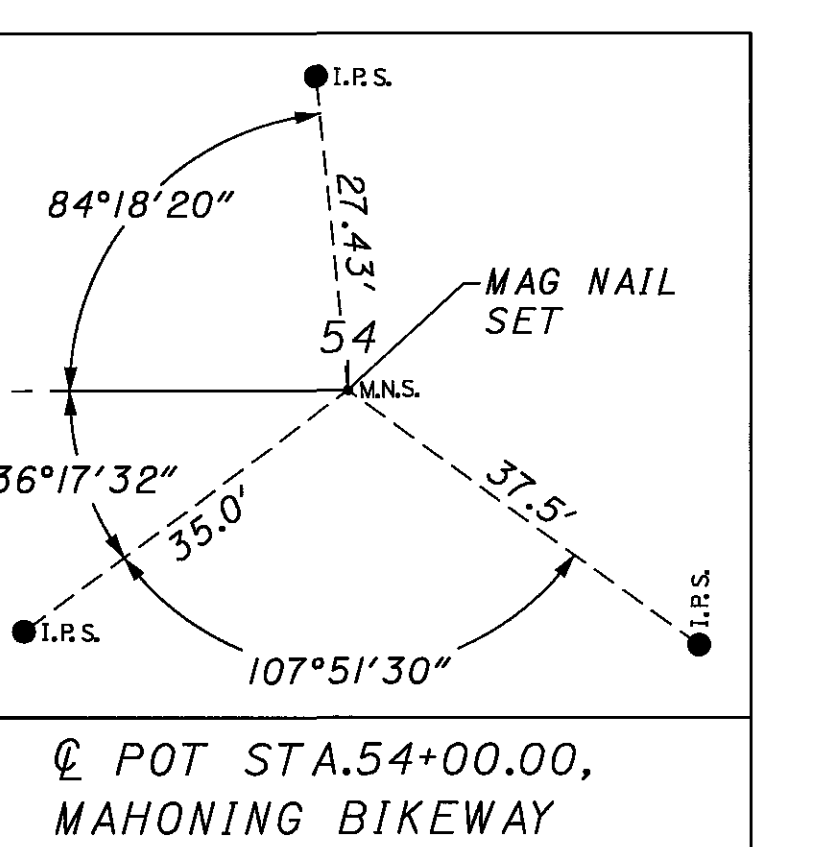 I.P.S.
84°18'20"
27.43'
MAG NAIL
SET
54
M.N.S.
36°17'32"
35.0'
37.5'
I.P.S.
I.P.S.
107°51'30"
℄ POT STA.54+00.00,
MAHONING BIKEWAY